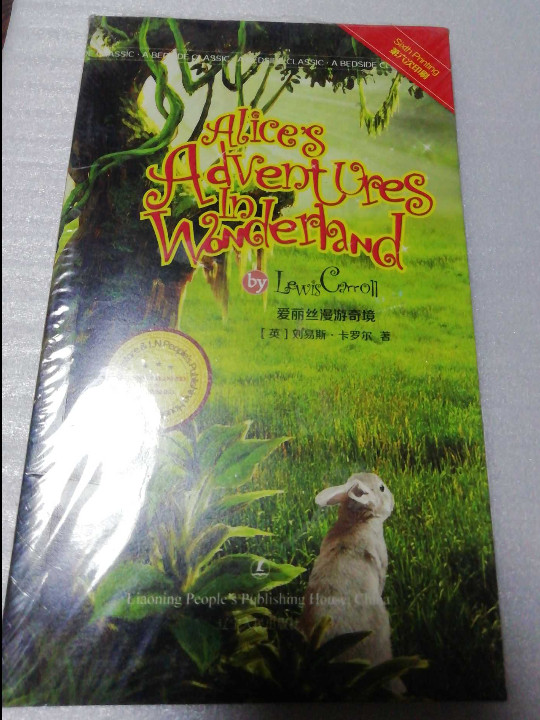 CLASSIC · A BEDSIDE CLASSIC · A BEDSIDE CLASSIC · A BEDSIDE
Sixth Printing
第六次印刷
Alice's
Adventures
In
Wonderland
by Lewis Carroll
爱丽丝漫游奇境
[英] 刘易斯·卡罗尔 著
Liaoning People's Publishing House, China